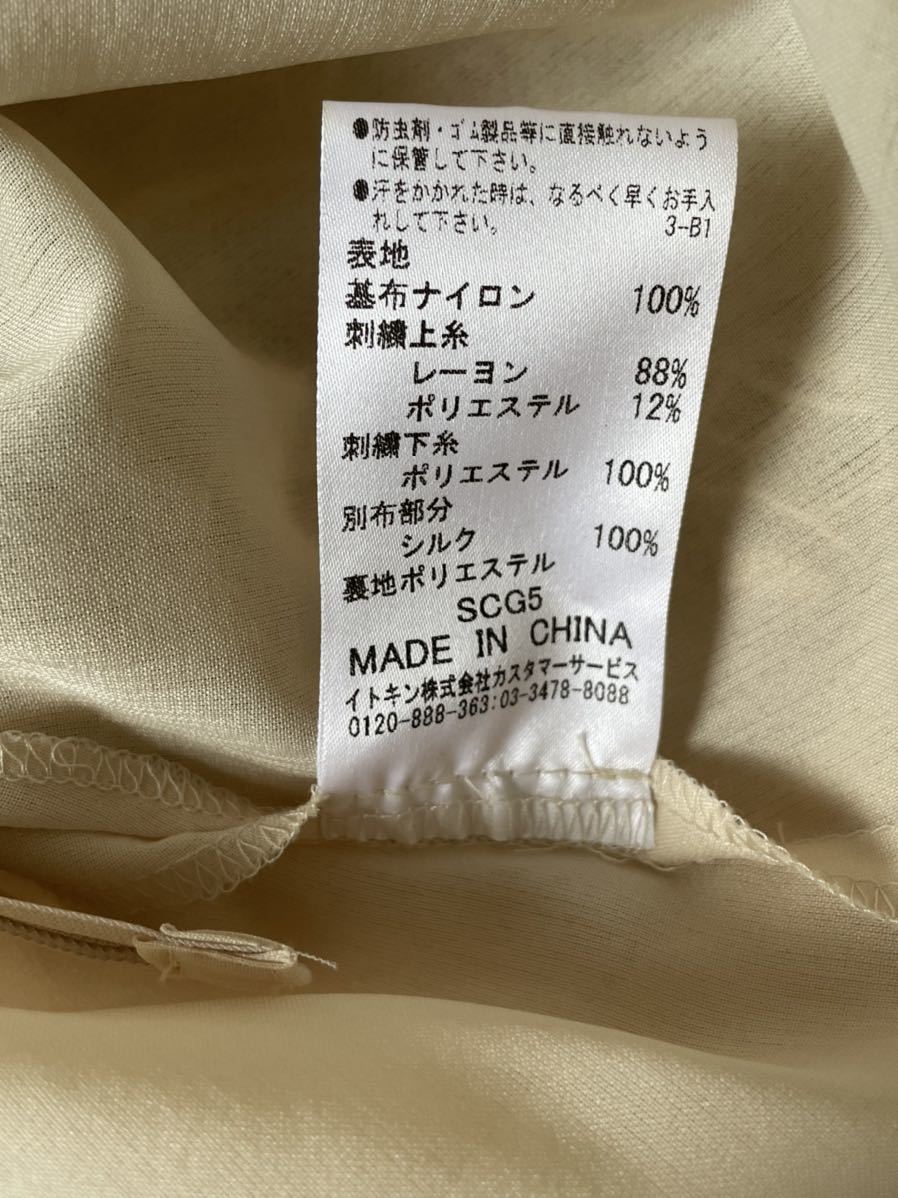 ●防虫剤・ゴム製品等に直接触れないよう
に保管して下さい。
●汗をかかれた時は、なるべく早くお手入
れして下さい。 3-B1
表地
基布ナイロン 100%
刺繍上糸
レーヨン 88%
ポリエステル 12%
刺繍下糸
ポリエステル 100%
別布部分
シルク 100%
裏地ポリエステル
SCG5
MADE IN CHINA
イトキン株式会社カスタマーサービス
0120-888-363:03-3478-8088